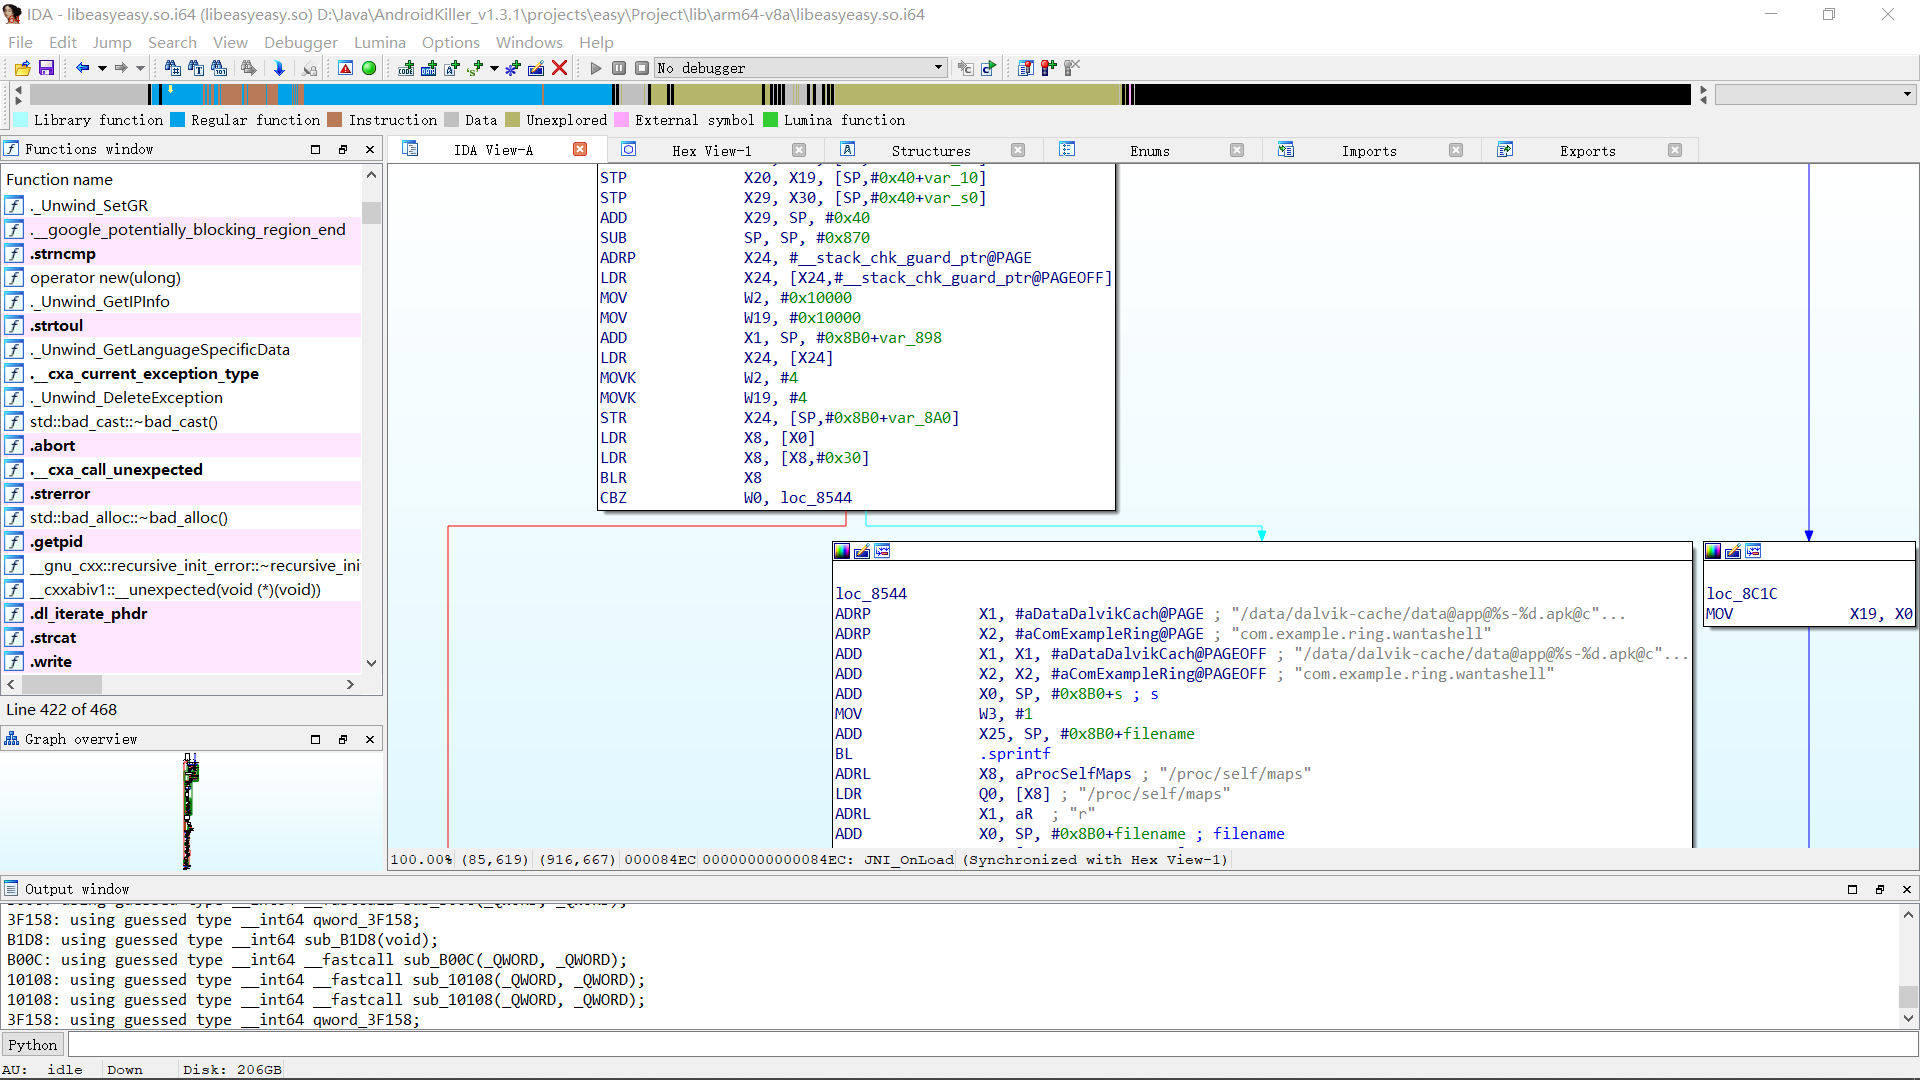 IDA - libeasyeasy.so.i64 (libeasyeasy.so) D:\Java\AndroidKiller_v1.3.1\projects\easy\Project\lib\arm64-v8a\libeasyeasy.so.i64
File Edit Jump Search View Debugger Lumina Options Windows Help
No debugger
Library function Regular function Instruction Data Unexplored External symbol Lumina function
Functions window
IDA View-A Hex View-1 Structures Enums Imports Exports
Function name
._Unwind_SetGR
.__google_potentially_blocking_region_end
.strncmp
operator new(ulong)
._Unwind_GetIPInfo
.strtoul
._Unwind_GetLanguageSpecificData
.__cxa_current_exception_type
._Unwind_DeleteException
std::bad_cast::~bad_cast()
.abort
.__cxa_call_unexpected
.strerror
std::bad_alloc::~bad_alloc()
.getpid
__gnu_cxx::recursive_init_error::~recursive_ini
__cxxabiv1::__unexpected(void (*)(void))
.dl_iterate_phdr
.strcat
.write
Line 422 of 468
Graph overview
STP X20, X19, [SP,#0x40+var_10]
STP X29, X30, [SP,#0x40+var_s0]
ADD X29, SP, #0x40
SUB SP, SP, #0x870
ADRP X24, #__stack_chk_guard_ptr@PAGE
LDR X24, [X24,#__stack_chk_guard_ptr@PAGEOFF]
MOV W2, #0x10000
MOV W19, #0x10000
ADD X1, SP, #0x8B0+var_898
LDR X24, [X24]
MOVK W2, #4
MOVK W19, #4
STR X24, [SP,#0x8B0+var_8A0]
LDR X8, [X0]
LDR X8, [X8,#0x30]
BLR X8
CBZ W0, loc_8544
loc_8544
ADRP X1, #aDataDalvikCach@PAGE ; "/data/dalvik-cache/data@app@%s-%d.apk@c"...
ADRP X2, #aComExampleRing@PAGE ; "com.example.ring.wantashell"
ADD X1, X1, #aDataDalvikCach@PAGEOFF ; "/data/dalvik-cache/data@app@%s-%d.apk@c"...
ADD X2, X2, #aComExampleRing@PAGEOFF ; "com.example.ring.wantashell"
ADD X0, SP, #0x8B0+s ; s
MOV W3, #1
ADD X25, SP, #0x8B0+filename
BL .sprintf
ADRL X8, aProcSelfMaps ; "/proc/self/maps"
LDR Q0, [X8] ; "/proc/self/maps"
ADRL X1, aR ; "r"
ADD X0, SP, #0x8B0+filename ; filename
loc_8C1C
MOV X19, X0
100.00% (85,619) (916,667) 000084EC 00000000000084EC: JNI_OnLoad (Synchronized with Hex View-1)
Output window
3F158: using guessed type __int64 qword_3F158;
B1D8: using guessed type __int64 sub_B1D8(void);
B00C: using guessed type __int64 __fastcall sub_B00C(_QWORD, _QWORD);
10108: using guessed type __int64 __fastcall sub_10108(_QWORD, _QWORD);
10108: using guessed type __int64 __fastcall sub_10108(_QWORD, _QWORD);
3F158: using guessed type __int64 qword_3F158;
Python
AU: idle Down Disk: 206GB